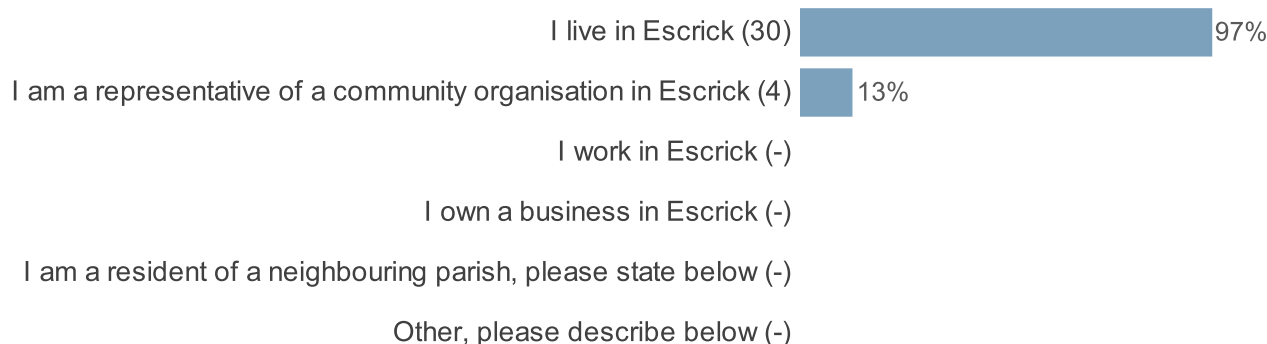 I live in Escrick (30) 97%
I am a representative of a community organisation in Escrick (4) 13%
I work in Escrick (-)
I own a business in Escrick (-)
I am a resident of a neighbouring parish, please state below (-)
Other, please describe below (-)